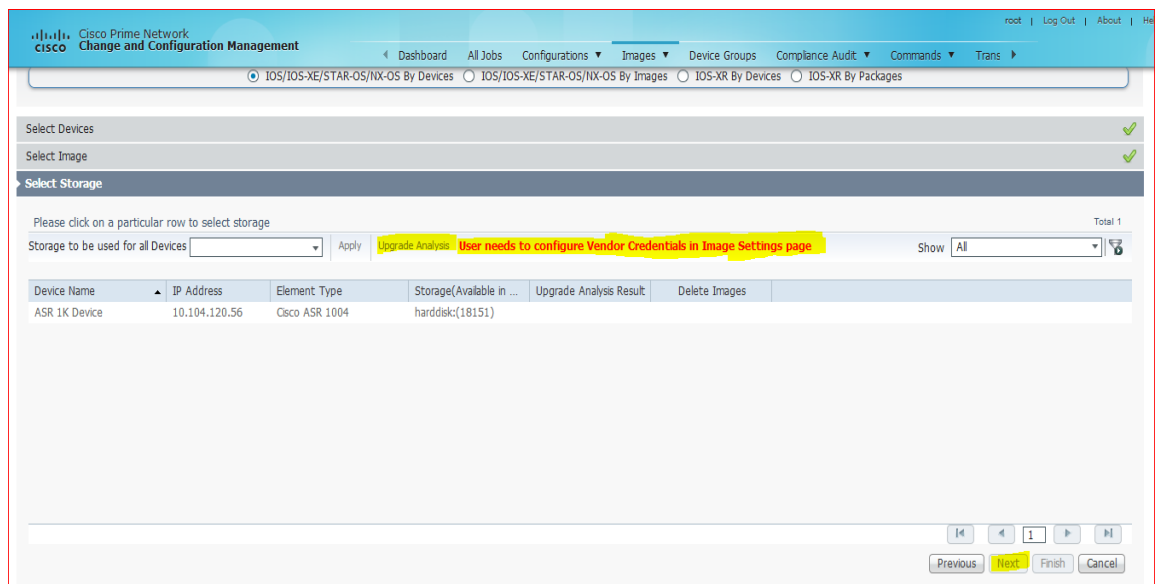 root | Log Out | About | He
cisco Cisco Prime Network
Change and Configuration Management
Dashboard All Jobs Configurations ▼ Images ▼ Device Groups Compliance Audit ▼ Commands ▼ Trans
IOS/IOS-XE/STAR-OS/NX-OS By Devices IOS/IOS-XE/STAR-OS/NX-OS By Images IOS-XR By Devices IOS-XR By Packages
Select Devices
Select Image
Select Storage
Please click on a particular row to select storage Total 1
Storage to be used for all Devices Apply Upgrade Analysis User needs to configure Vendor Credentials in Image Settings page Show All
Device Name IP Address Element Type Storage(Available in ... Upgrade Analysis Result Delete Images
ASR 1K Device 10.104.120.56 Cisco ASR 1004 harddisk:(18151)
1
Previous Next Finish Cancel